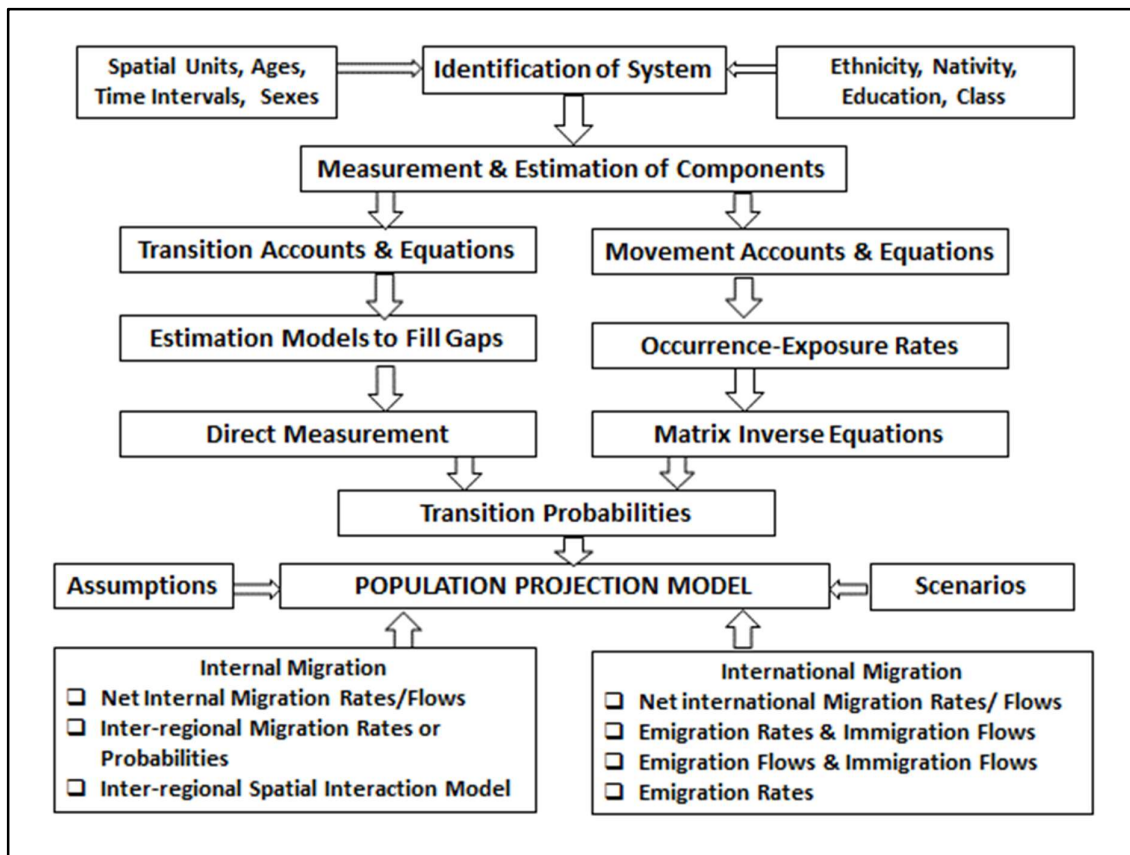 Spatial Units, Ages,
Time Intervals, Sexes
Identification of System
Ethnicity, Nativity,
Education, Class
Measurement & Estimation of Components
Transition Accounts & Equations
Movement Accounts & Equations
Estimation Models to Fill Gaps
Occurrence-Exposure Rates
Direct Measurement
Matrix Inverse Equations
Transition Probabilities
Assumptions
POPULATION PROJECTION MODEL
Scenarios
Internal Migration
❑ Net Internal Migration Rates/Flows
❑ Inter-regional Migration Rates or
Probabilities
❑ Inter-regional Spatial Interaction Model
International Migration
❑ Net international Migration Rates/ Flows
❑ Emigration Rates & Immigration Flows
❑ Emigration Flows & Immigration Flows
❑ Emigration Rates